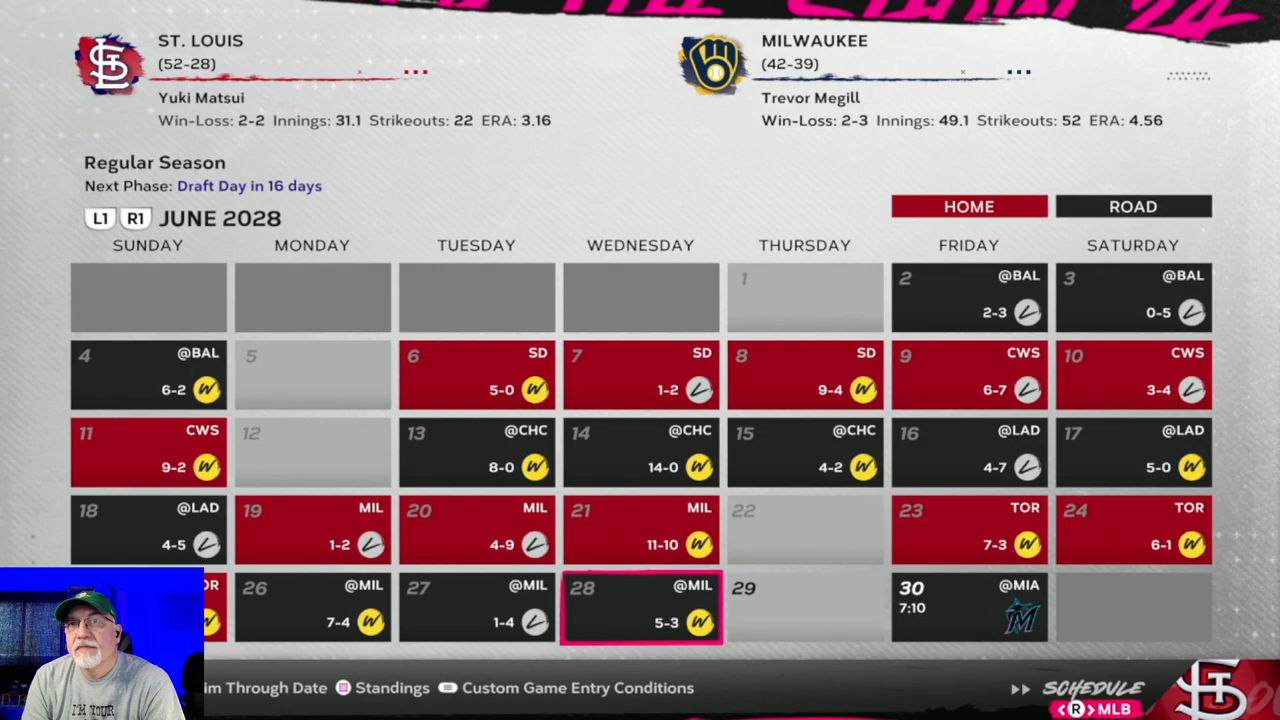 ST. LOUIS
(52-28)
Yuki Matsui
Win-Loss: 2-2 Innings: 31.1 Strikeouts: 22 ERA: 3.16
MILWAUKEE
(42-39)
Trevor Megill
Win-Loss: 2-3 Innings: 49.1 Strikeouts: 52 ERA: 4.56
Regular Season
Next Phase: Draft Day in 16 days
L1 R1 JUNE 2028
HOME ROAD
SUNDAY MONDAY TUESDAY WEDNESDAY THURSDAY FRIDAY SATURDAY
1 2 @BAL 3 @BAL
2-3 L 0-5 L
4 @BAL 5 6 SD 7 SD 8 SD 9 CWS 10 CWS
6-2 W 5-0 W 1-2 L 9-4 W 6-7 L 3-4 L
11 CWS 12 13 @CHC 14 @CHC 15 @CHC 16 @LAD 17 @LAD
9-2 W 8-0 W 14-0 W 4-2 W 4-7 L 5-0 W
18 @LAD 19 MIL 20 MIL 21 MIL 22 23 TOR 24 TOR
4-5 L 1-2 L 4-9 L 11-10 W 7-3 W 6-1 W
OR 26 @MIL 27 @MIL 28 @MIL 29 30 @MIA
W 7-4 W 1-4 L 5-3 W 7:10 M
im Through Date Standings Custom Game Entry Conditions
SCHEDULE
R MLB
I'M YOUR